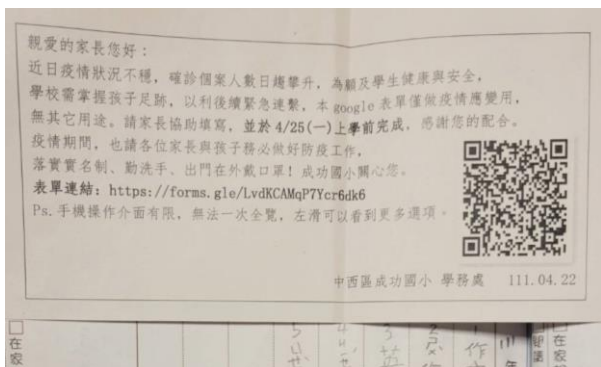 親愛的家長您好：
近日疫情狀況不穩，確診個案人數日趨攀升，為顧及學生健康與安全，
學校需掌握孩子足跡，以利後續緊急連繫，本 google 表單僅做疫情應變用，
無其它用途。請家長協助填寫，並於 4/25(一)上學前完成，感謝您的配合。
疫情期間，也請各位家長與孩子務必做好防疫工作，
落實實名制、勤洗手、出門在外戴口罩！成功國小關心您。
表單連結：https://forms.gle/LvdKCAMqP7Ycr6dk6
Ps.手機操作介面有限，無法一次全覽，左滑可以看到更多選項。
中西區成功國小 學務處 111.04.22
□在家